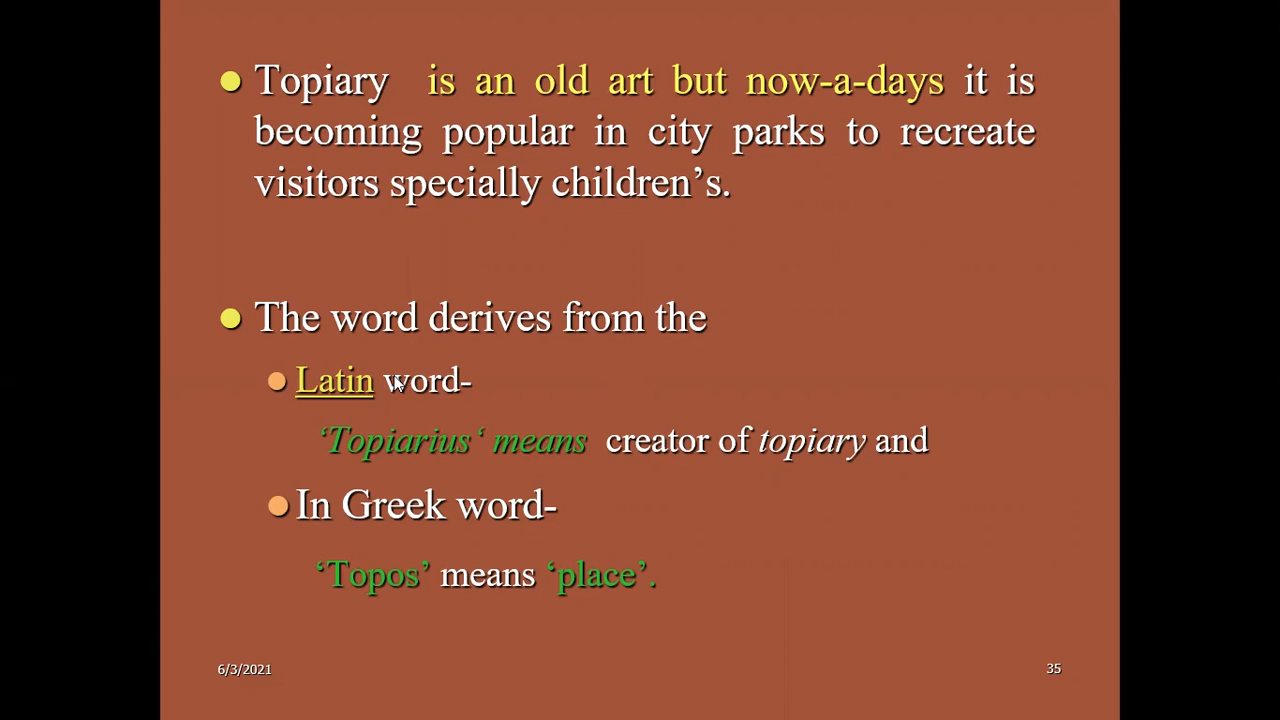 Topiary is an old art but now-a-days it is
becoming popular in city parks to recreate
visitors specially children’s.
The word derives from the
Latin word-
‘Topiarius‘ means creator of topiary and
In Greek word-
‘Topos’ means ‘place’.
6/3/2021
35